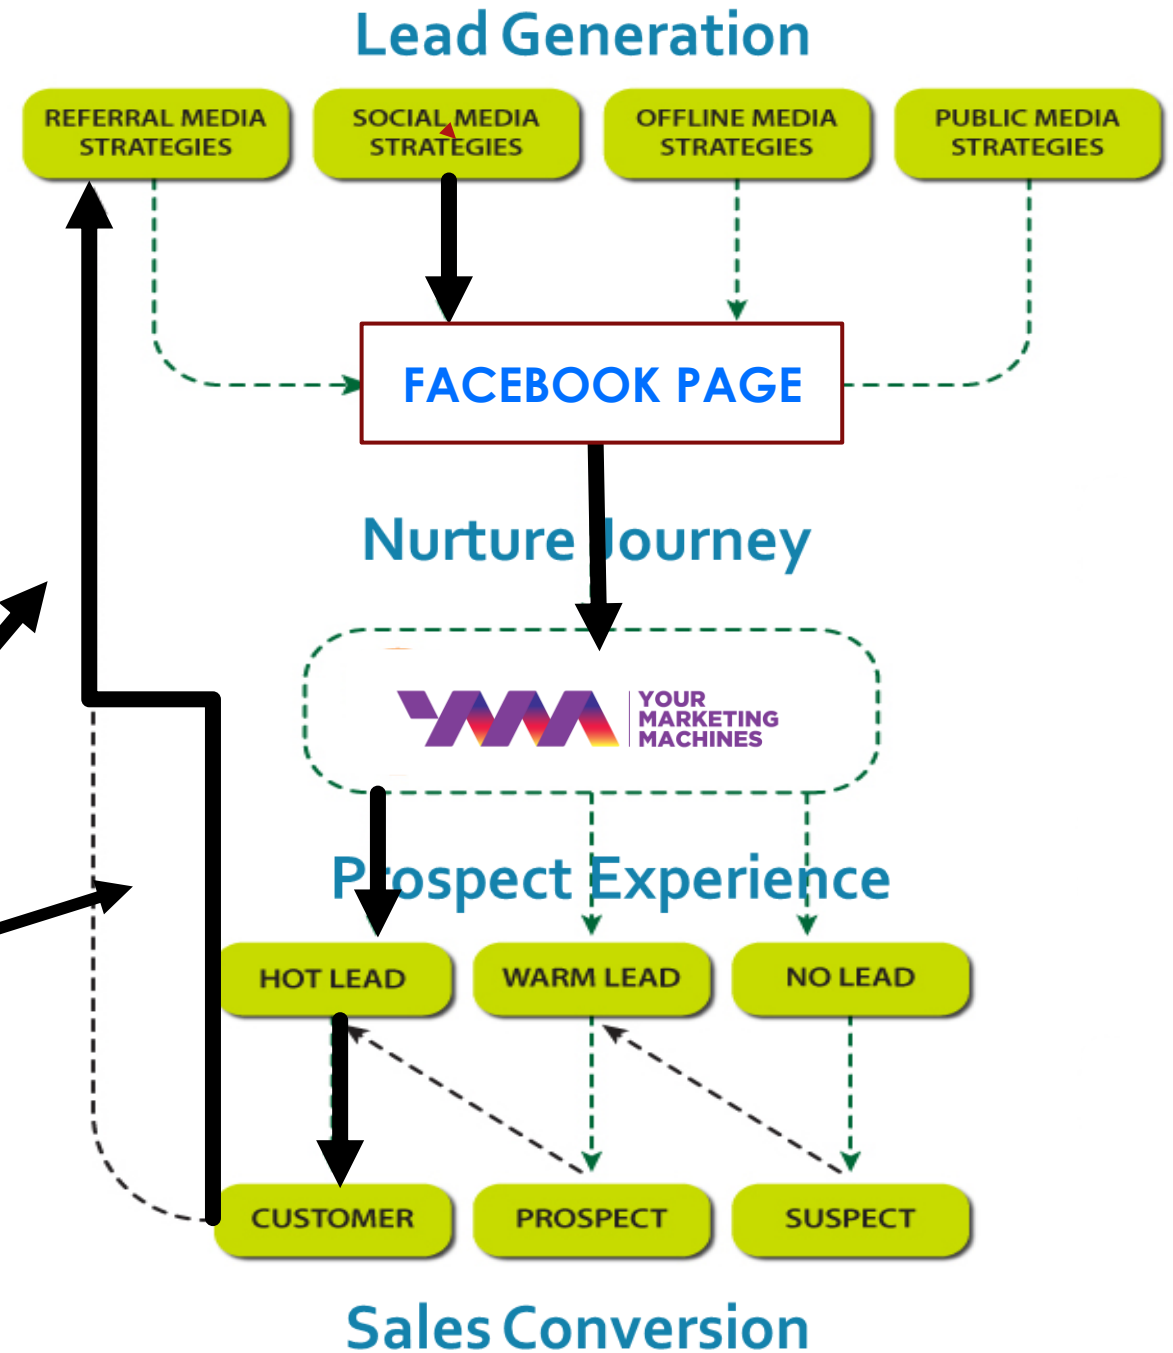 Lead Generation
REFERRAL MEDIA
STRATEGIES
SOCIAL MEDIA
STRATEGIES
OFFLINE MEDIA
STRATEGIES
PUBLIC MEDIA
STRATEGIES
FACEBOOK PAGE
Nurture Journey
YMM
YOUR
MARKETING
MACHINES
Prospect Experience
HOT LEAD
WARM LEAD
NO LEAD
CUSTOMER
PROSPECT
SUSPECT
Sales Conversion